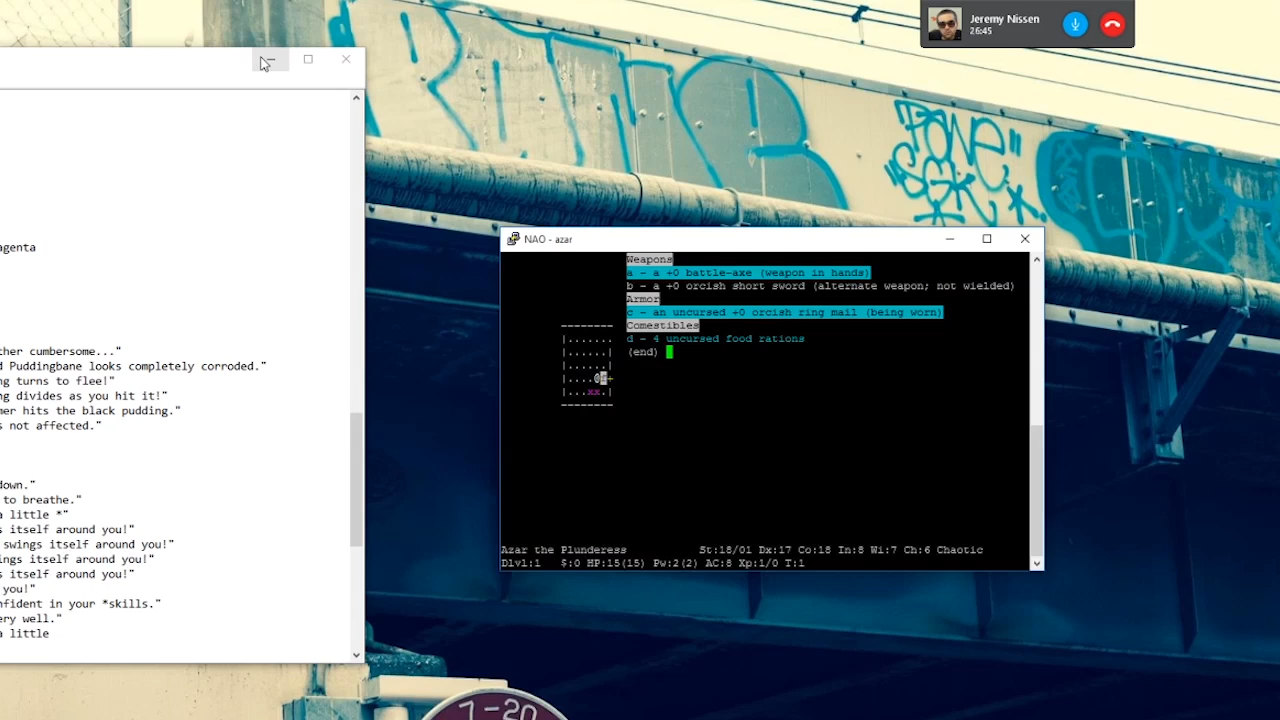 Jeremy Nissen
26:45
agenta
ther cumbersome..."
d Puddingbane looks completely corroded."
ng turns to flee!"
ng divides as you hit it!"
mer hits the black pudding."
s not affected."
down."
to breathe."
a little *"
s itself around you!"
swings itself around you!"
ings itself around you!"
s itself around you!"
you!"
nfident in your *skills."
ery well."
a little
NAO - azar
Weapons
a - a +0 battle-axe (weapon in hands)
b - a +0 orcish short sword (alternate weapon; not wielded)
Armor
c - an uncursed +0 orcish ring mail (being worn)
Comestibles
d - 4 uncursed food rations
(end)
Azar the Plunderess St:18/01 Dx:17 Co:18 In:8 Wi:7 Ch:6 Chaotic
Dlvl:1 $:0 HP:15(15) Pw:2(2) AC:8 Xp:1/0 T:1
PANE
SGK
7-20